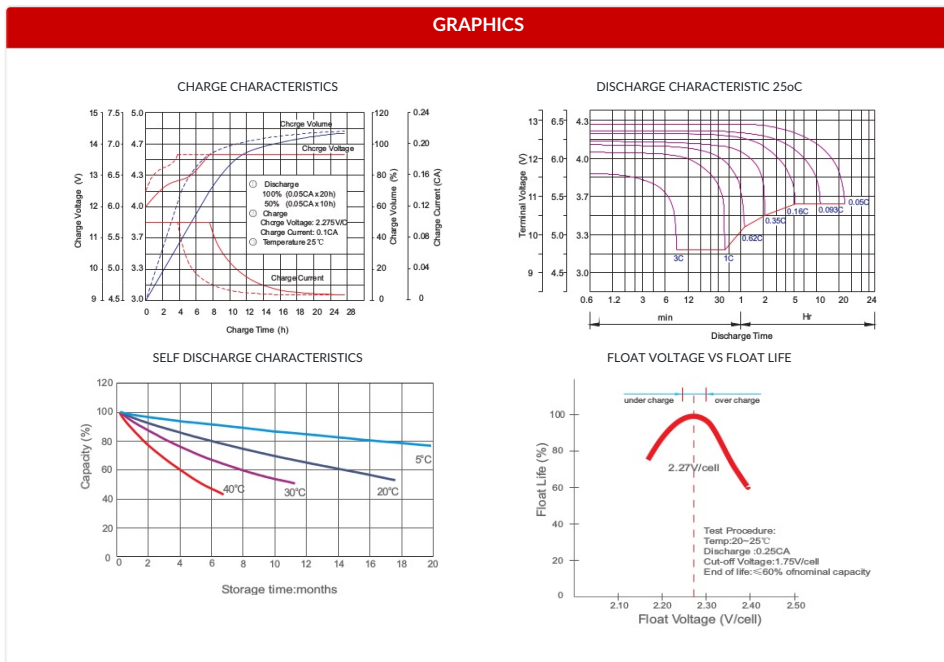 GRAPHICS
CHARGE CHARACTERISTICS
15 7.5 5.0 120 0.24
14 7.0 4.7 100 0.20
13 6.5 4.3 80 0.16
12 6.0 4.0 60 0.12
11 5.5 3.7 40 0.08
10 5.0 3.3 20 0.04
9 4.5 3.0 0 0
Charge Voltage (V)
Charge Volume (%)
Charge Current (CA)
Chcrge Volume
Chcrge Voltage
① Discharge
100% (0.05CA x 20h)
50% (0.05CA x 10h)
② Charge
Chcrge Voltage: 2.275V/C
Charge Current: 0.1CA
③ Temperature 25℃
Charge Current
0 2 4 6 8 10 12 14 16 18 20 24 28
Charge Time (h)
DISCHARGE CHARACTERISTIC 25oC
13 6.5 4.3
12 6.0 4.0
11 5.5 3.7
10 5.0 3.3
9 4.5 3.0
Terminal Voltage (V)
0.05C
0.093C
0.16C
0.35C
0.62C
1C
3C
0.6 1.2 3 6 12 30 1 2 5 10 20 24
min Hr
Discharge Time
SELF DISCHARGE CHARACTERISTICS
120
100
80
60
40
20
0
Capacity (%)
5°C
20°C
30°C
40°C
0 2 4 6 8 10 12 14 16 18 20
Storage time:months
FLOAT VOLTAGE VS FLOAT LIFE
under charge over charge
100
80
60
40
20
0
Float Life (%)
2.27V/cell
Test Procedure:
Temp:20~25℃
Discharge :0.25CA
Cut-off Voltage:1.75V/cell
End of life:≤60% ofnominal capacity
2.10 2.20 2.30 2.40 2.50
Float Voltage (V/cell)